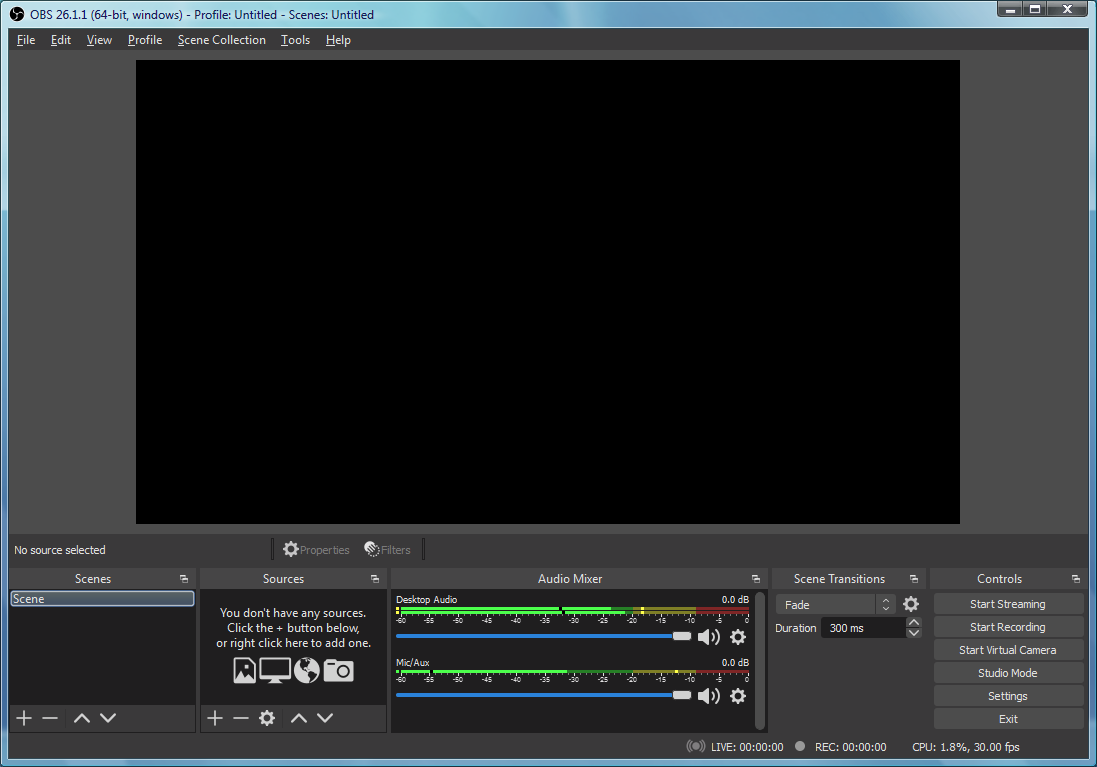 OBS 26.1.1 (64-bit, windows) - Profile: Untitled - Scenes: Untitled
File Edit View Profile Scene Collection Tools Help
No source selected
Properties Filters
Scenes
Scene
Sources
You don't have any sources.
Click the + button below,
or right click here to add one.
Audio Mixer
Desktop Audio 0.0 dB
-60 -55 -50 -45 -40 -35 -30 -25 -20 -15 -10 -5 0
Mic/Aux 0.0 dB
-60 -55 -50 -45 -40 -35 -30 -25 -20 -15 -10 -5 0
Scene Transitions
Fade
Duration 300 ms
Controls
Start Streaming
Start Recording
Start Virtual Camera
Studio Mode
Settings
Exit
LIVE: 00:00:00 REC: 00:00:00 CPU: 1.8%, 30.00 fps